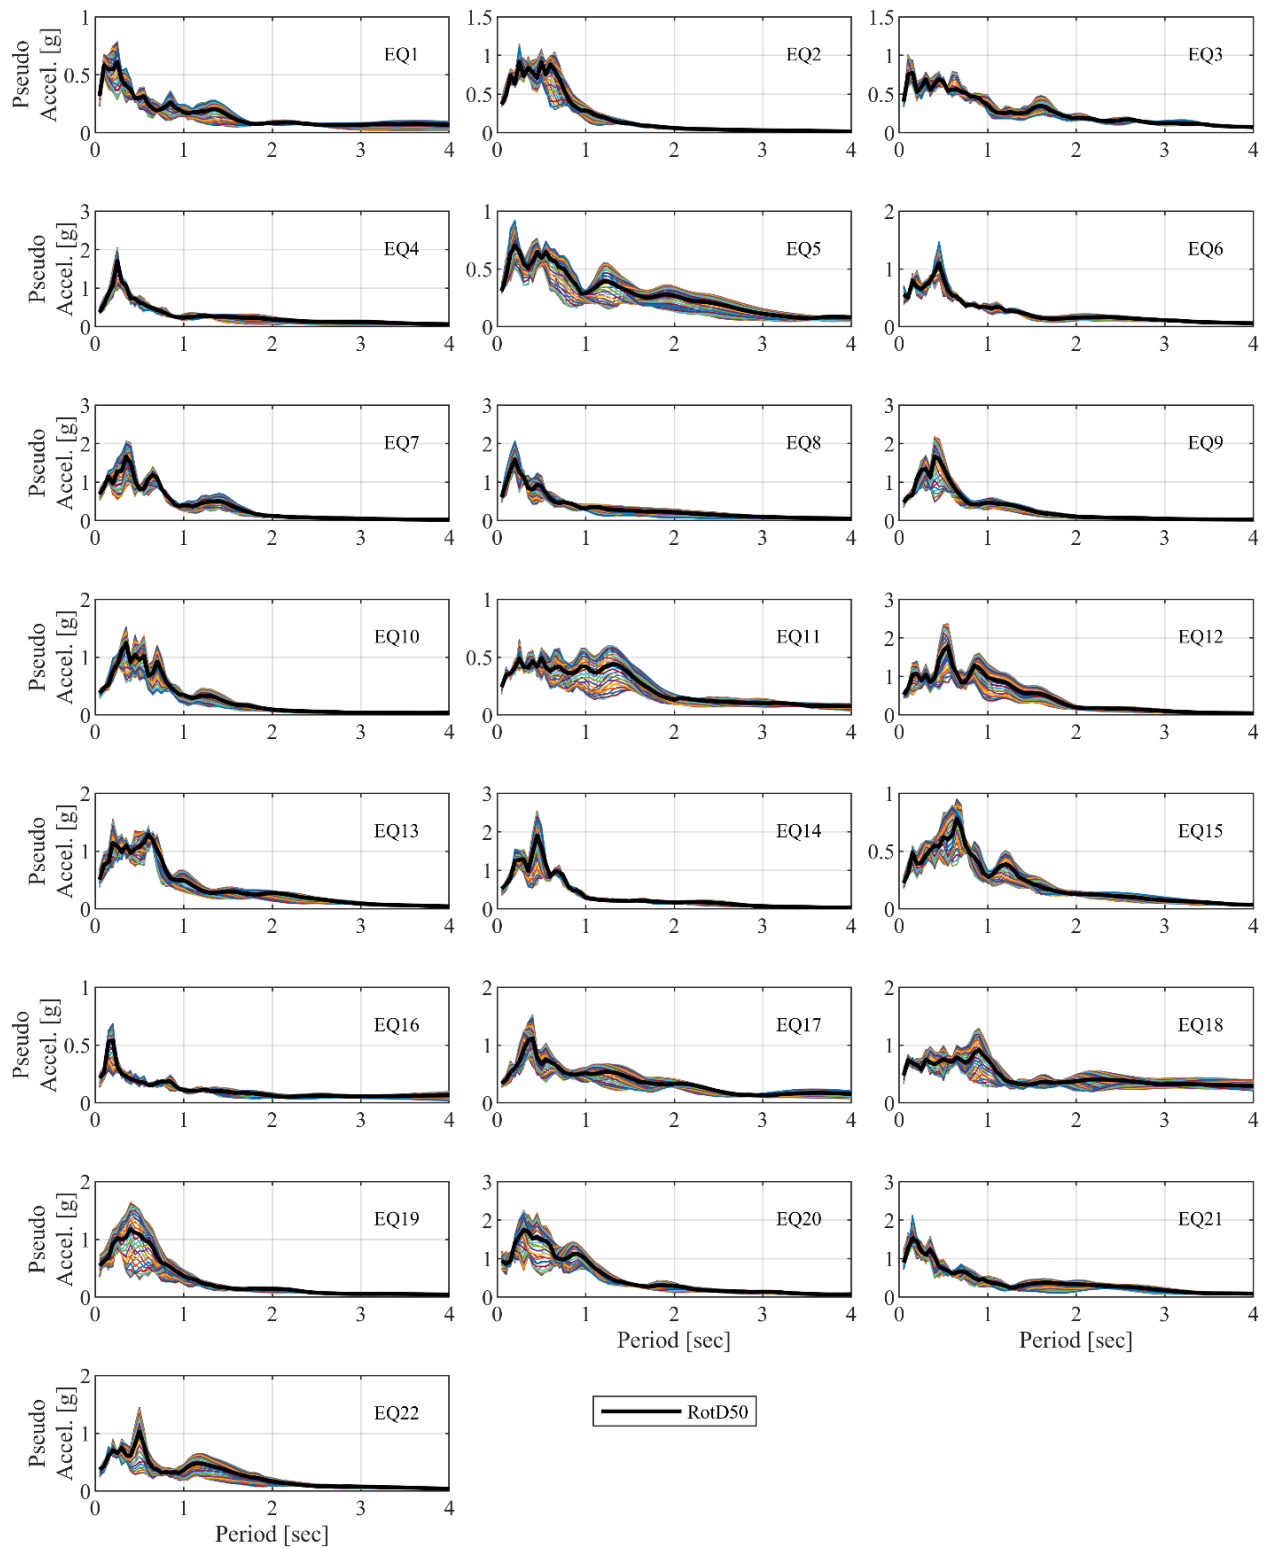 1
0.5
0
Pseudo
Accel. [g]
EQ1
0 1 2 3 4
1.5
1
0.5
0
EQ2
0 1 2 3 4
1.5
1
0.5
0
EQ3
0 1 2 3 4
3
2
1
0
Pseudo
Accel. [g]
EQ4
0 1 2 3 4
1
0.5
0
EQ5
0 1 2 3 4
2
1
0
EQ6
0 1 2 3 4
3
2
1
0
Pseudo
Accel. [g]
EQ7
0 1 2 3 4
3
2
1
0
EQ8
0 1 2 3 4
3
2
1
0
EQ9
0 1 2 3 4
2
1
0
Pseudo
Accel. [g]
EQ10
0 1 2 3 4
1
0.5
0
EQ11
0 1 2 3 4
3
2
1
0
EQ12
0 1 2 3 4
2
1
0
Pseudo
Accel. [g]
EQ13
0 1 2 3 4
3
2
1
0
EQ14
0 1 2 3 4
1
0.5
0
EQ15
0 1 2 3 4
1
0.5
0
Pseudo
Accel. [g]
EQ16
0 1 2 3 4
2
1
0
EQ17
0 1 2 3 4
2
1
0
EQ18
0 1 2 3 4
2
1
0
Pseudo
Accel. [g]
EQ19
0 1 2 3 4
3
2
1
0
EQ20
0 1 2 3 4
Period [sec]
3
2
1
0
EQ21
0 1 2 3 4
Period [sec]
2
1
0
Pseudo
Accel. [g]
EQ22
0 1 2 3 4
Period [sec]
RotD50